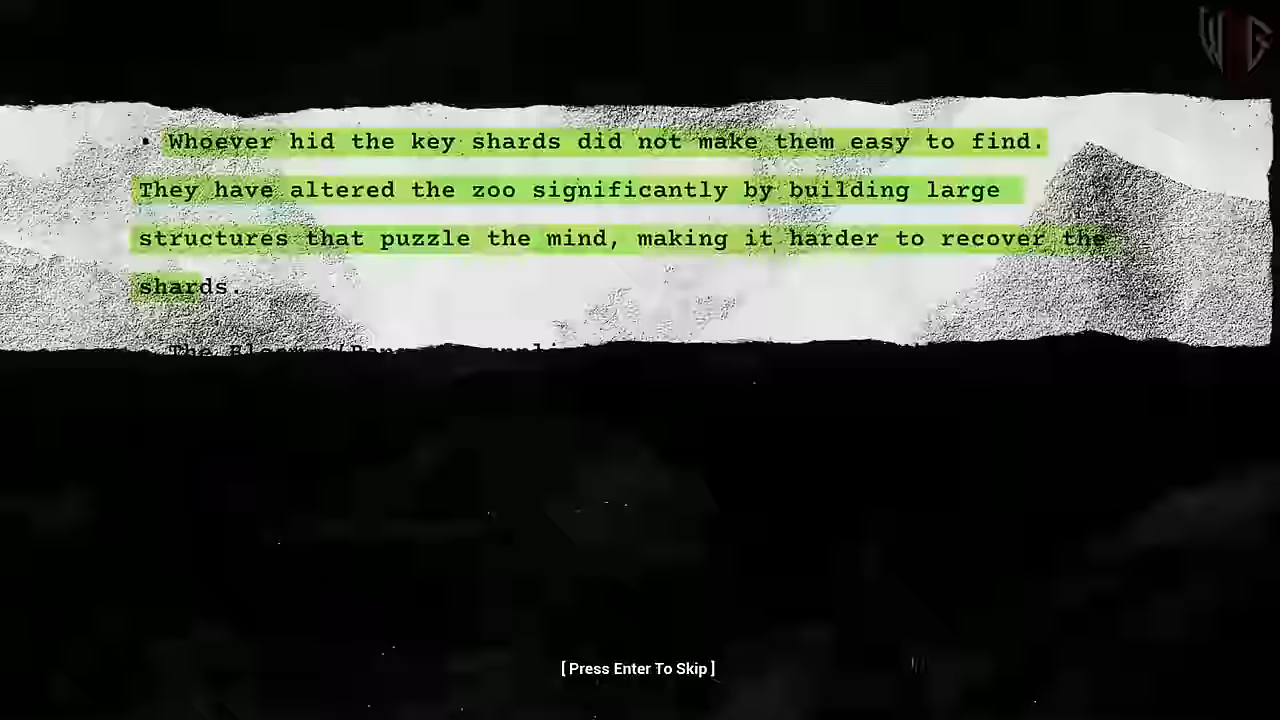 • Whoever hid the key shards did not make them easy to find.
They have altered the zoo significantly by building large
structures that puzzle the mind, making it harder to recover the
shards.
The
[ Press Enter To Skip ]